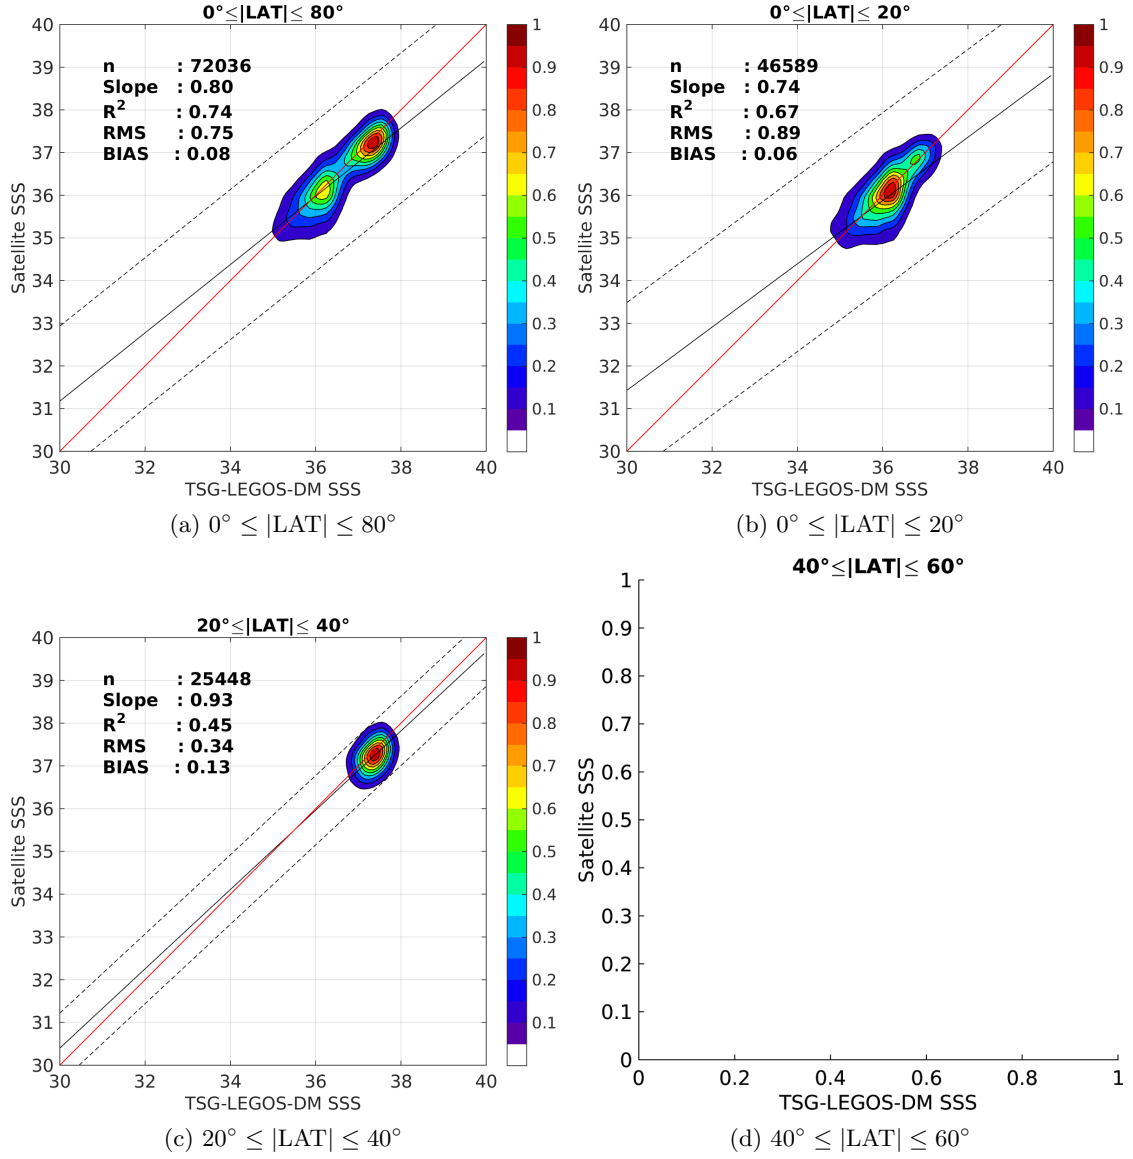 0°≤|LAT|≤ 80°
n : 72036
Slope : 0.80
R² : 0.74
RMS : 0.75
BIAS : 0.08
40
39
38
37
36
35
34
33
32
31
30
Satellite SSS
30 32 34 36 38 40
TSG-LEGOS-DM SSS
1
0.9
0.8
0.7
0.6
0.5
0.4
0.3
0.2
0.1
(a) 0° ≤ |LAT| ≤ 80°
0°≤|LAT|≤ 20°
n : 46589
Slope : 0.74
R² : 0.67
RMS : 0.89
BIAS : 0.06
40
39
38
37
36
35
34
33
32
31
30
Satellite SSS
30 32 34 36 38 40
TSG-LEGOS-DM SSS
1
0.9
0.8
0.7
0.6
0.5
0.4
0.3
0.2
0.1
(b) 0° ≤ |LAT| ≤ 20°
20°≤|LAT|≤ 40°
n : 25448
Slope : 0.93
R² : 0.45
RMS : 0.34
BIAS : 0.13
40
39
38
37
36
35
34
33
32
31
30
Satellite SSS
30 32 34 36 38 40
TSG-LEGOS-DM SSS
1
0.9
0.8
0.7
0.6
0.5
0.4
0.3
0.2
0.1
(c) 20° ≤ |LAT| ≤ 40°
40°≤|LAT|≤ 60°
1
0.9
0.8
0.7
0.6
0.5
0.4
0.3
0.2
0.1
0
Satellite SSS
0 0.2 0.4 0.6 0.8 1
TSG-LEGOS-DM SSS
(d) 40° ≤ |LAT| ≤ 60°